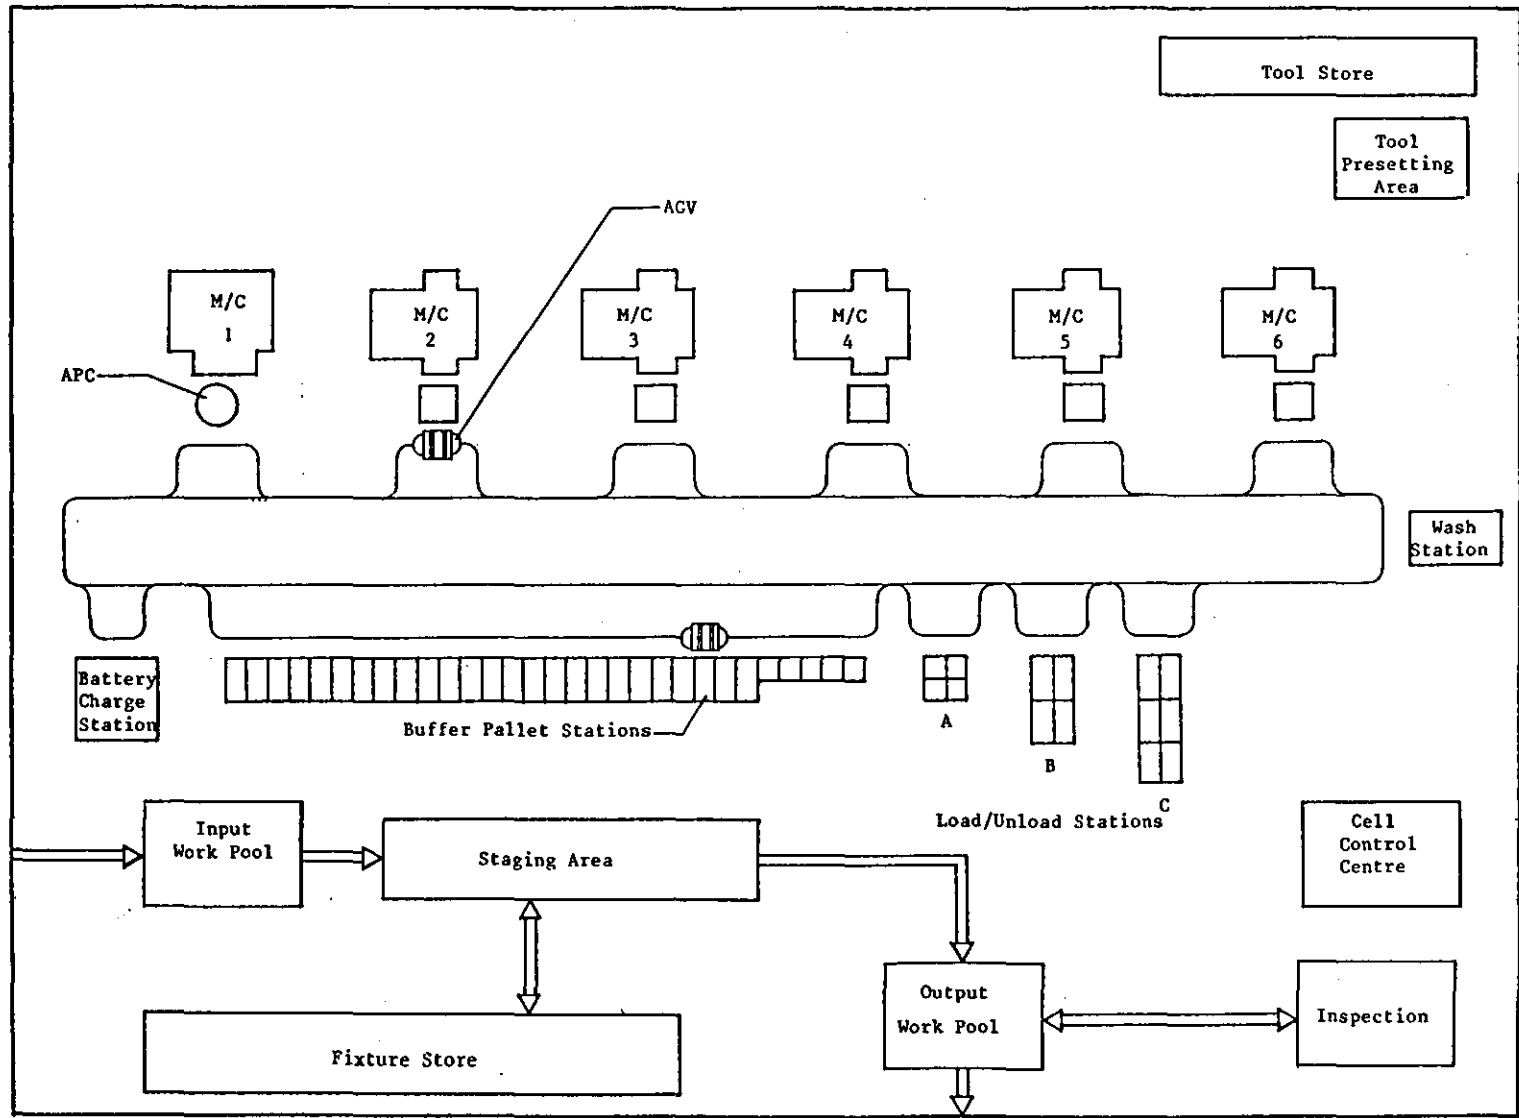 Tool Store
Tool
Presetting
Area
AGV
M/C
1
M/C
2
M/C
3
M/C
4
M/C
5
M/C
6
APC
Wash
Station
Battery
Charge
Station
Buffer Pallet Stations
A
B
C
Load/Unload Stations
Input
Work Pool
Staging Area
Cell
Control
Centre
Output
Work Pool
Inspection
Fixture Store